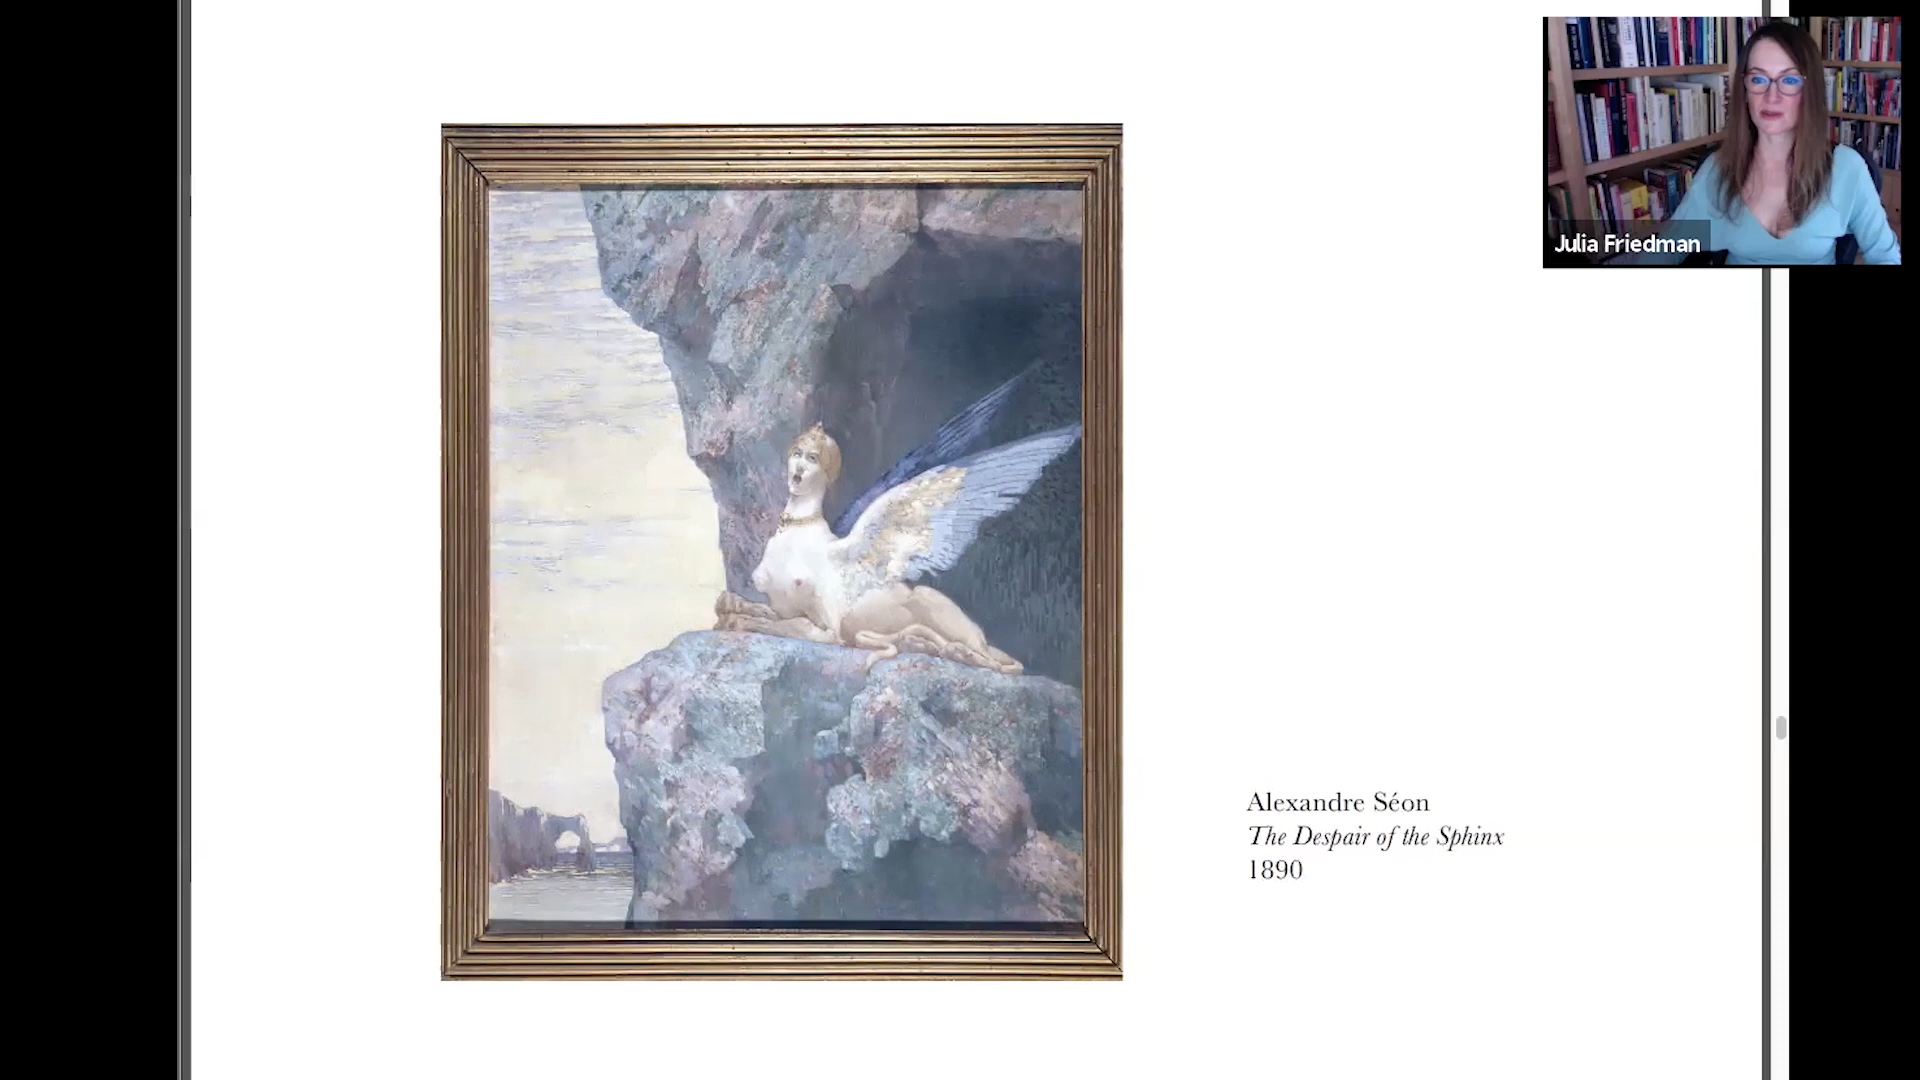 Julia Friedman
Alexandre Séon
The Despair of the Sphinx
1890